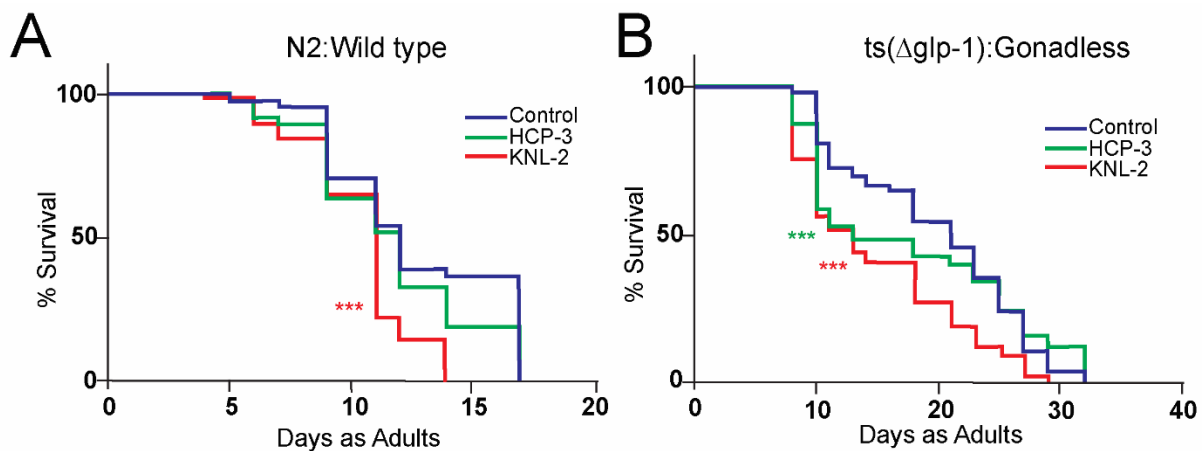 A
N2:Wild type
100
50
0
% Survival
Control
HCP-3
KNL-2
***
0 5 10 15 20
Days as Adults
B
ts(Δglp-1):Gonadless
100
50
0
% Survival
Control
HCP-3
KNL-2
***
***
0 10 20 30 40
Days as Adults